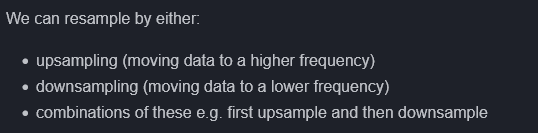 We can resample by either:
• upsampling (moving data to a higher frequency)
• downsampling (moving data to a lower frequency)
• combinations of these e.g. first upsample and then downsample